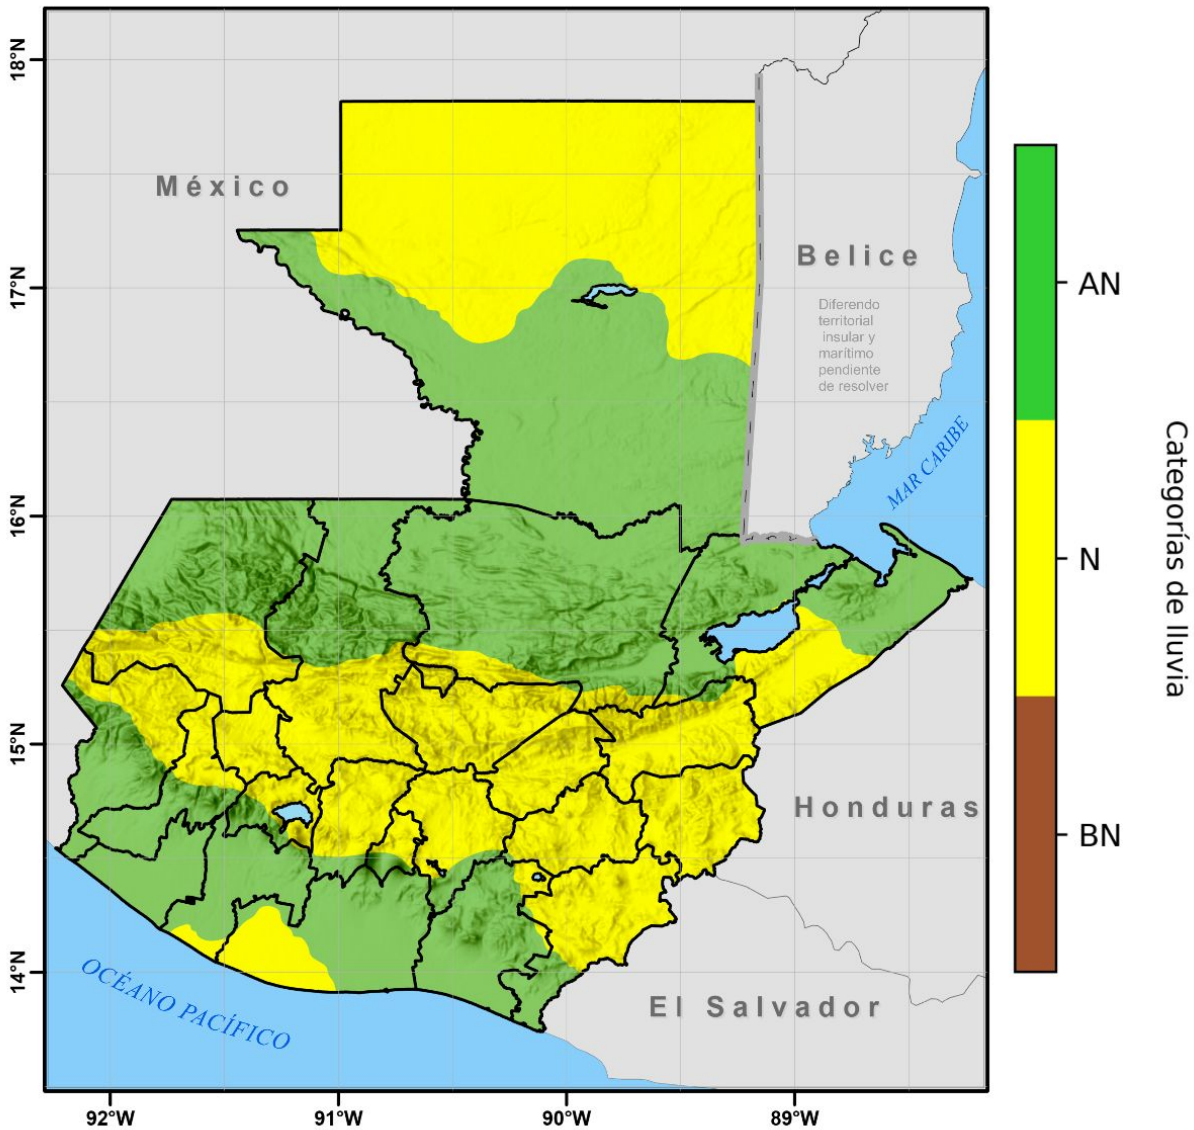 18°N
México
Belice
17°N
Diferendo
territorial
insular y
marítimo
pendiente
de resolver
AN
MAR CARIBE
16°N
N
Categorías de lluvia
15°N
Honduras
BN
14°N
OCÉANO PACÍFICO
El Salvador
92°W
91°W
90°W
89°W